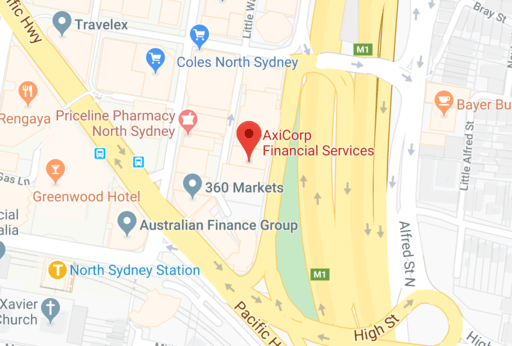 Pacific Hwy
Travelex
Little Wa
Bray St
M1
Coles North Sydney
Rengaya
Priceline Pharmacy
North Sydney
AxiCorp
Financial Services
Bayer Bu
Little Alfred St
Gas Ln
Greenwood Hotel
360 Markets
cial
alia
Australian Finance Group
Alfred St N
T
North Sydney Station
M1
Xavier
Church
Pacific H
High St